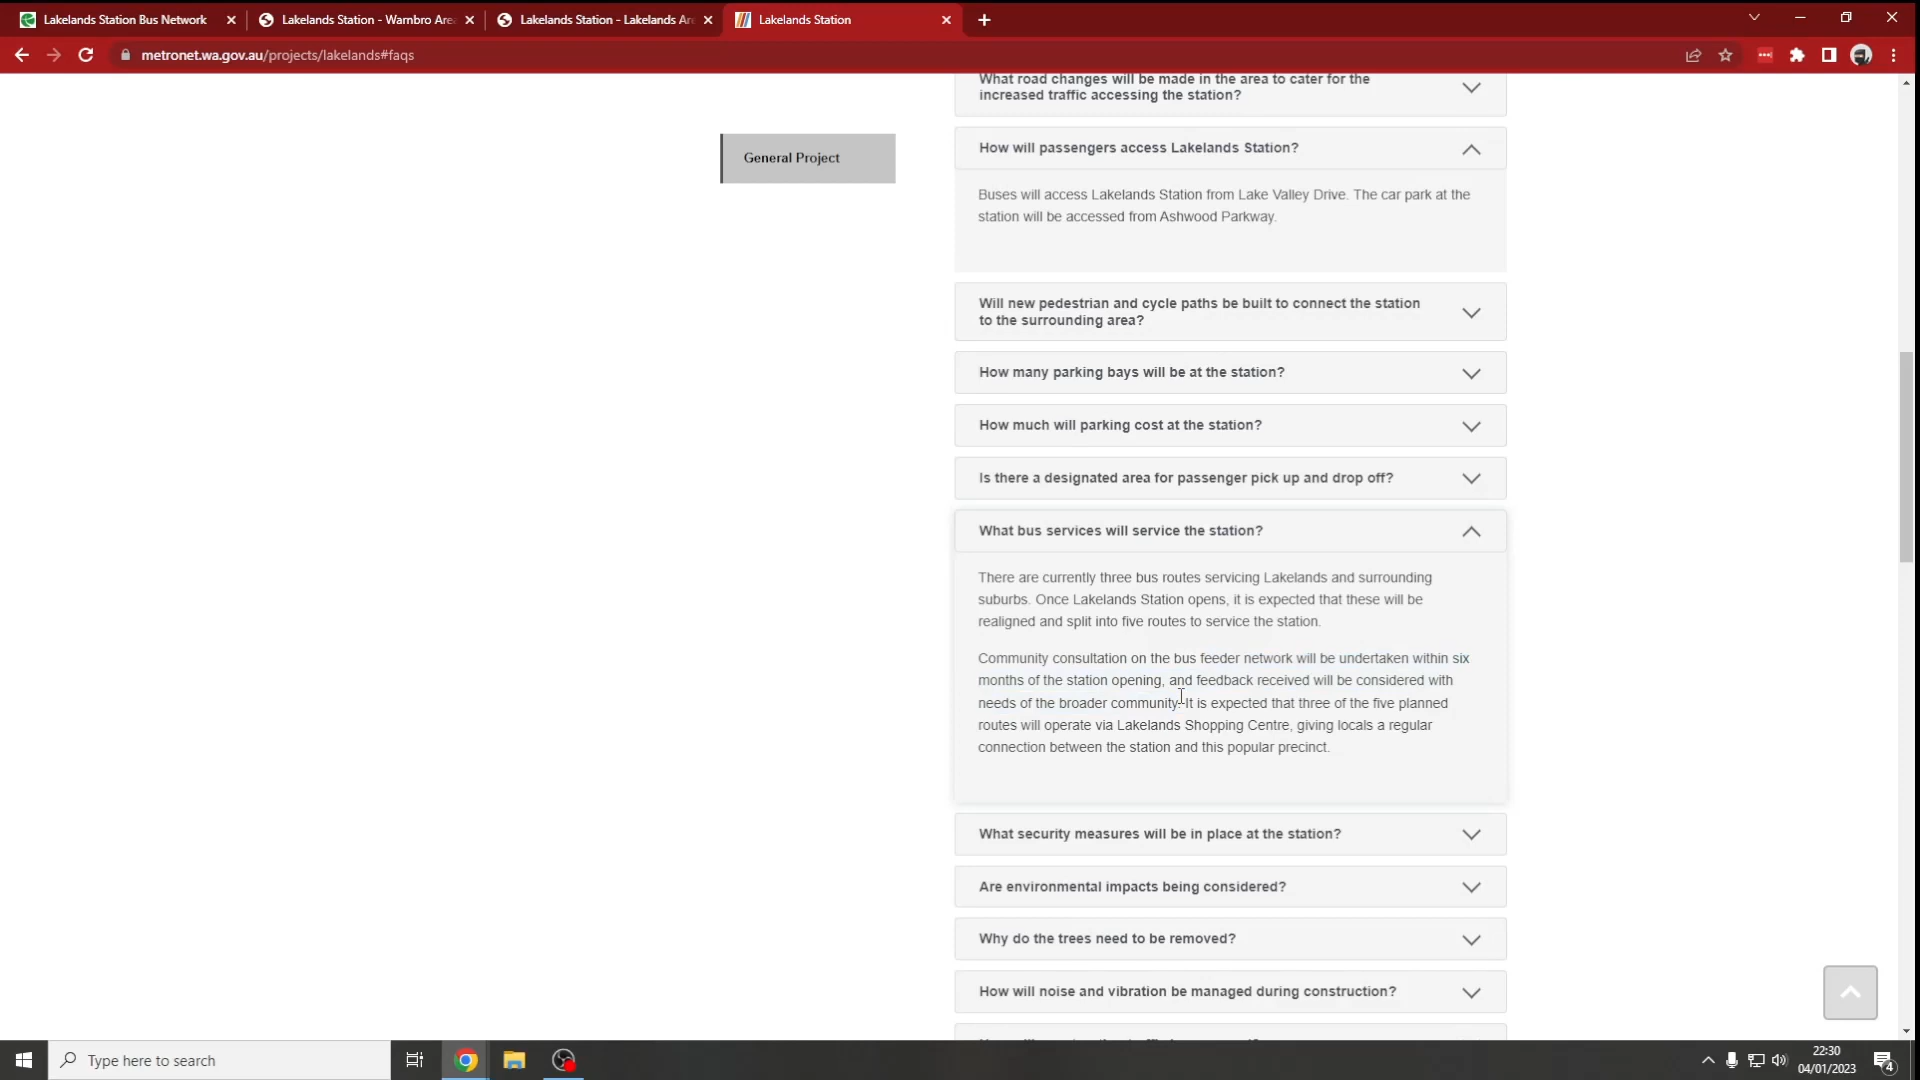 Lakelands Station Bus Network
Lakelands Station - Warnbro Area
Lakelands Station - Lakelands Are
Lakelands Station
metronet.wa.gov.au/projects/lakelands#faqs
What road changes will be made in the area to cater for the
increased traffic accessing the station?
General Project
How will passengers access Lakelands Station?
Buses will access Lakelands Station from Lake Valley Drive. The car park at the
station will be accessed from Ashwood Parkway.
Will new pedestrian and cycle paths be built to connect the station
to the surrounding area?
How many parking bays will be at the station?
How much will parking cost at the station?
Is there a designated area for passenger pick up and drop off?
What bus services will service the station?
There are currently three bus routes servicing Lakelands and surrounding
suburbs. Once Lakelands Station opens, it is expected that these will be
realigned and split into five routes to service the station.
Community consultation on the bus feeder network will be undertaken within six
months of the station opening, and feedback received will be considered with
needs of the broader community. It is expected that three of the five planned
routes will operate via Lakelands Shopping Centre, giving locals a regular
connection between the station and this popular precinct.
What security measures will be in place at the station?
Are environmental impacts being considered?
Why do the trees need to be removed?
How will noise and vibration be managed during construction?
Type here to search
22:30
04/01/2023
4